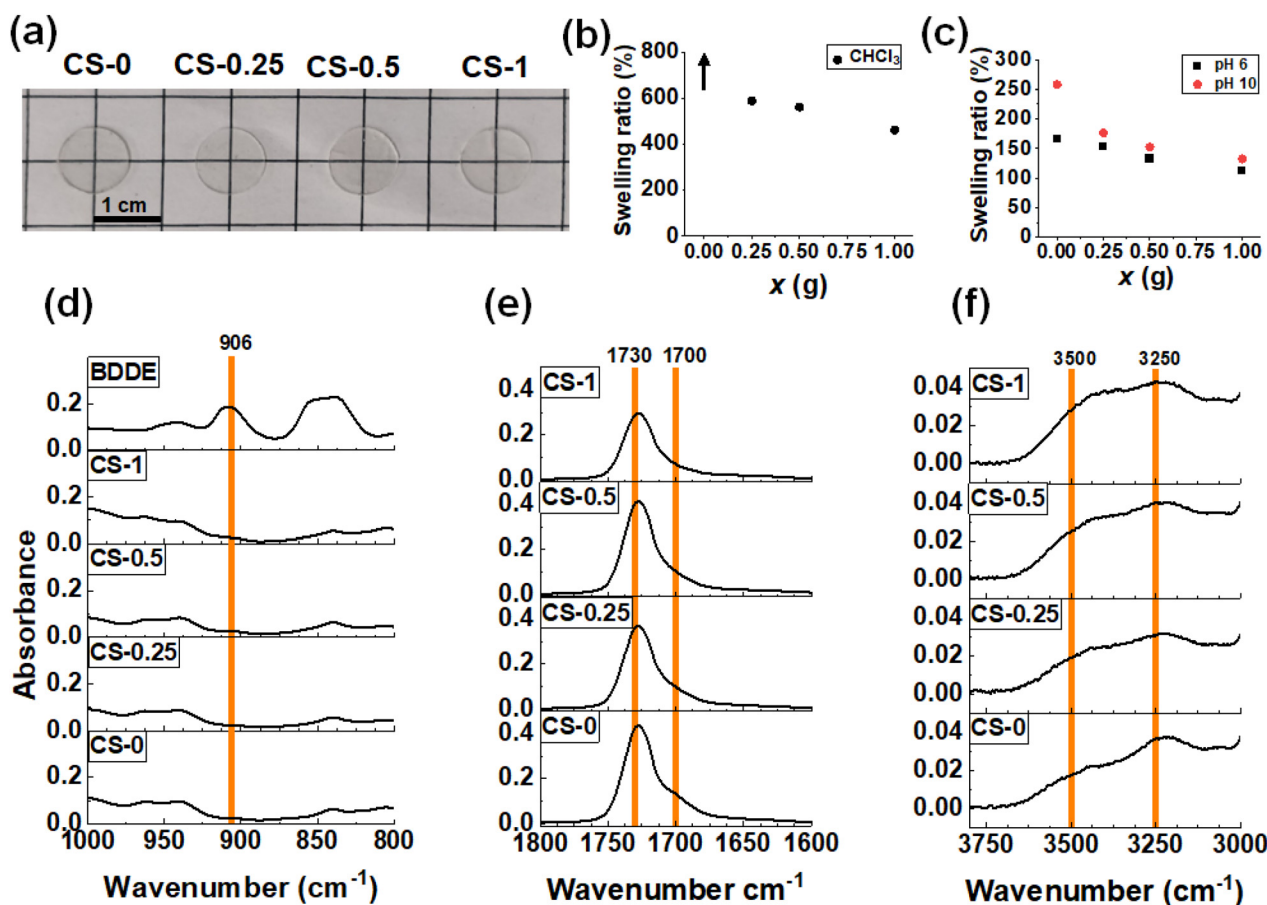 (a)
CS-0 CS-0.25 CS-0.5 CS-1
1 cm
(b)
Swelling ratio (%)
800
600
400
200
0
CHCl₃
0.00 0.25 0.50 0.75 1.00
x (g)
(c)
Swelling ratio (%)
300
250
200
150
100
50
0
pH 6
pH 10
0.00 0.25 0.50 0.75 1.00
x (g)
(d)
906
Absorbance
BDDE
0.2
0.0
CS-1
0.2
0.0
CS-0.5
0.2
0.0
CS-0.25
0.2
0.0
CS-0
0.2
0.0
1000 950 900 850 800
Wavenumber (cm⁻¹)
(e)
1730 1700
CS-1
0.4
0.2
0.0
CS-0.5
0.4
0.2
0.0
CS-0.25
0.4
0.2
0.0
CS-0
0.4
0.2
0.0
1800 1700 1600
Wavenumber cm⁻¹
(f)
3500 3250
CS-1
0.04
0.02
0.00
CS-0.5
0.04
0.02
0.00
CS-0.25
0.04
0.02
0.00
CS-0
0.04
0.02
0.00
3750 3500 3250 3000
Wavenumber (cm⁻¹)